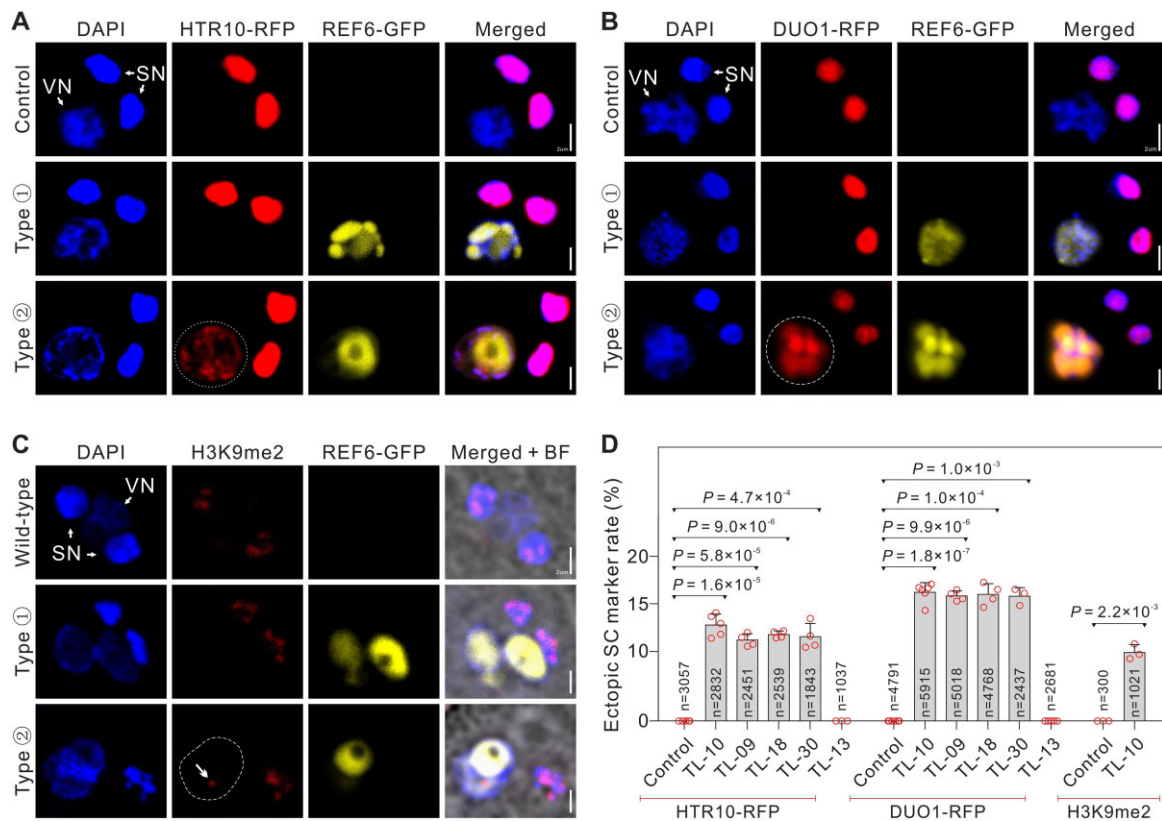 A
DAPI HTR10-RFP REF6-GFP Merged
Control
VN
SN
2um
Type ①
Type ②
B
DAPI DUO1-RFP REF6-GFP Merged
Control
VN
SN
2um
Type ①
Type ②
C
DAPI H3K9me2 REF6-GFP Merged + BF
Wild-type
VN
SN
2um
Type ①
Type ②
D
Ectopic SC marker rate (%)
20
15
10
0
P = 4.7×10⁻⁴
P = 9.0×10⁻⁶
P = 5.8×10⁻⁵
P = 1.6×10⁻⁵
P = 1.0×10⁻³
P = 1.0×10⁻⁴
P = 9.9×10⁻⁶
P = 1.8×10⁻⁷
P = 2.2×10⁻³
n=3057 n=2832 n=2451 n=2539 n=1843 n=1037 n=4791 n=5915 n=5018 n=4768 n=2437 n=2681 n=300 n=1021
Control TL-10 TL-09 TL-18 TL-30 TL-13 Control TL-10 TL-09 TL-18 TL-30 TL-13 Control TL-10
HTR10-RFP DUO1-RFP H3K9me2